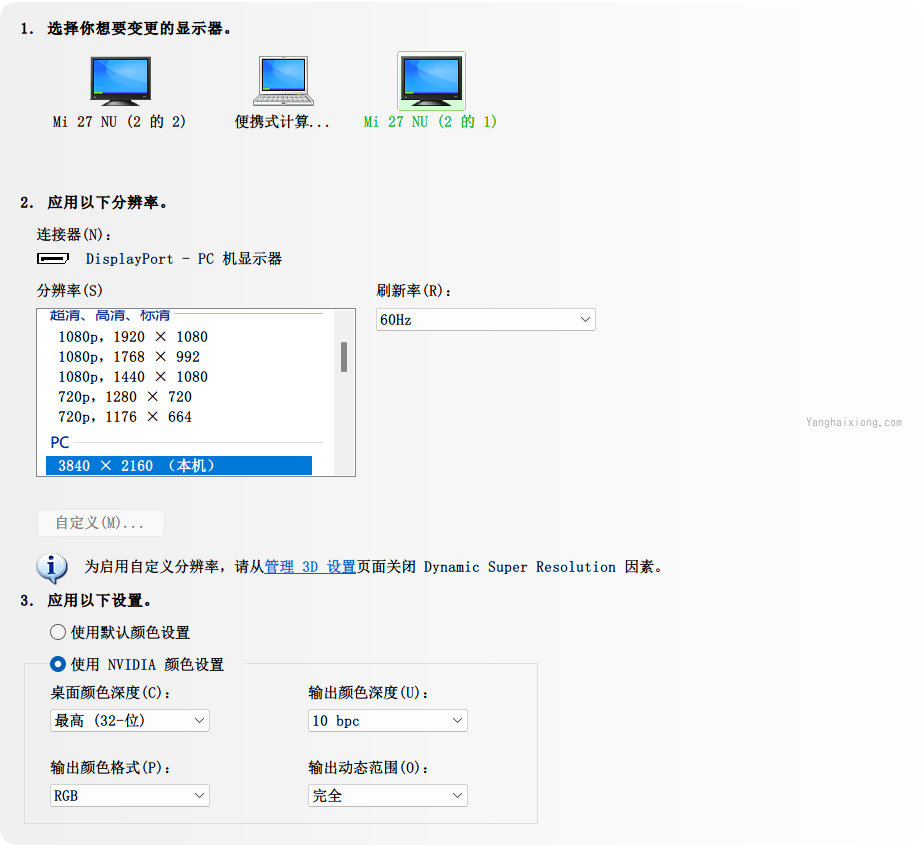 1. 选择你想要变更的显示器。
Mi 27 NU (2 的 2)
便携式计算...
Mi 27 NU (2 的 1)
2. 应用以下分辨率。
连接器(N):
DisplayPort - PC 机显示器
分辨率(S)
刷新率(R):
超清、高清、标清
60Hz
1080p, 1920 × 1080
1080p, 1768 × 992
1080p, 1440 × 1080
720p, 1280 × 720
720p, 1176 × 664
Yanghaixiong.com
PC
3840 × 2160 （本机）
自定义(M)...
为启用自定义分辨率，请从管理 3D 设置页面关闭 Dynamic Super Resolution 因素。
3. 应用以下设置。
使用默认颜色设置
使用 NVIDIA 颜色设置
桌面颜色深度(C):
输出颜色深度(U):
最高 (32-位)
10 bpc
输出颜色格式(P):
输出动态范围(O):
RGB
完全